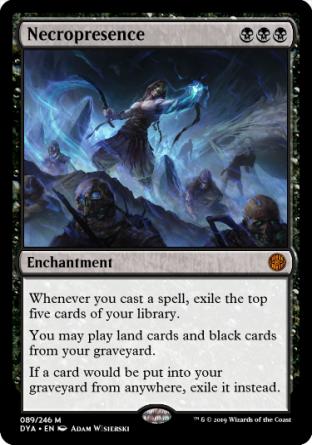 Necropresence
Enchantment
Whenever you cast a spell, exile the top
five cards of your library.
You may play land cards and black cards
from your graveyard.
If a card would be put into your
graveyard from anywhere, exile it instead.
089/246 M
DYA • EN Adam Wisierski
™ & © 2019 Wizards of the Coast